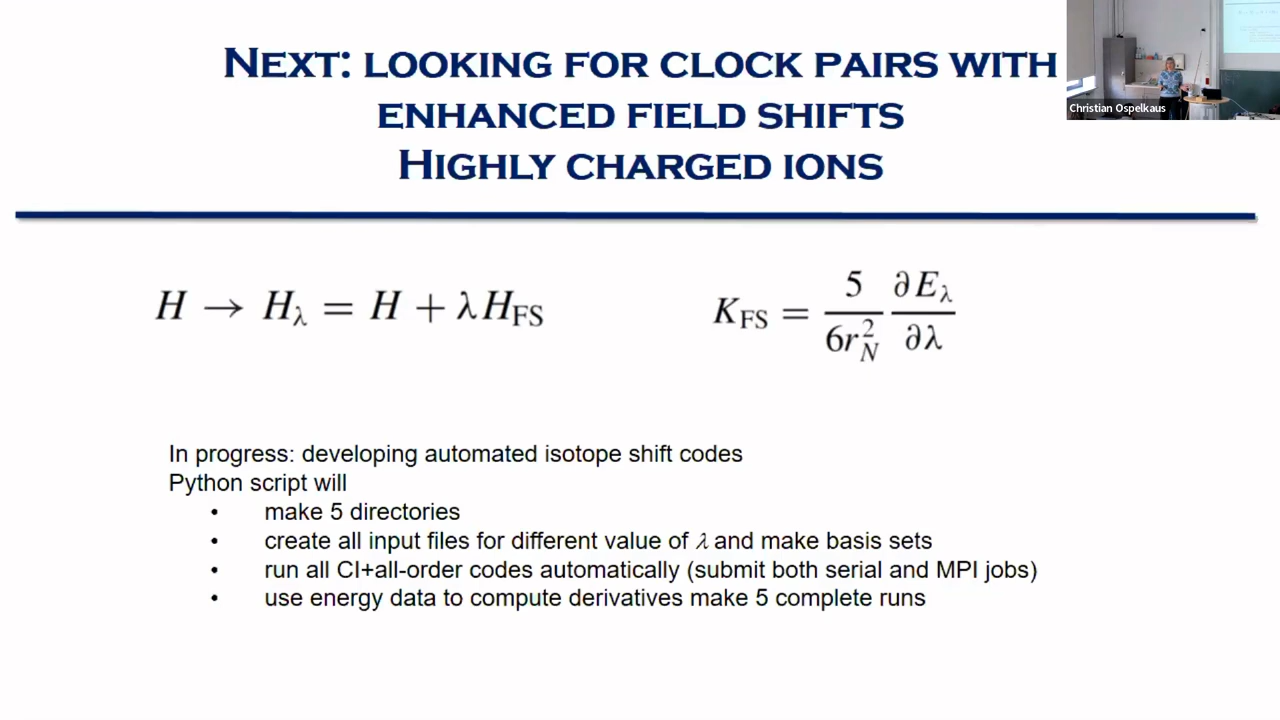 NEXT: LOOKING FOR CLOCK PAIRS WITH
ENHANCED FIELD SHIFTS
HIGHLY CHARGED IONS
Christian Ospelkaus
H → H_λ = H + λH_FS
K_FS = 5/(6r_N^2) ∂E_λ/∂λ
In progress: developing automated isotope shift codes
Python script will
• make 5 directories
• create all input files for different value of λ and make basis sets
• run all CI+all-order codes automatically (submit both serial and MPI jobs)
• use energy data to compute derivatives make 5 complete runs